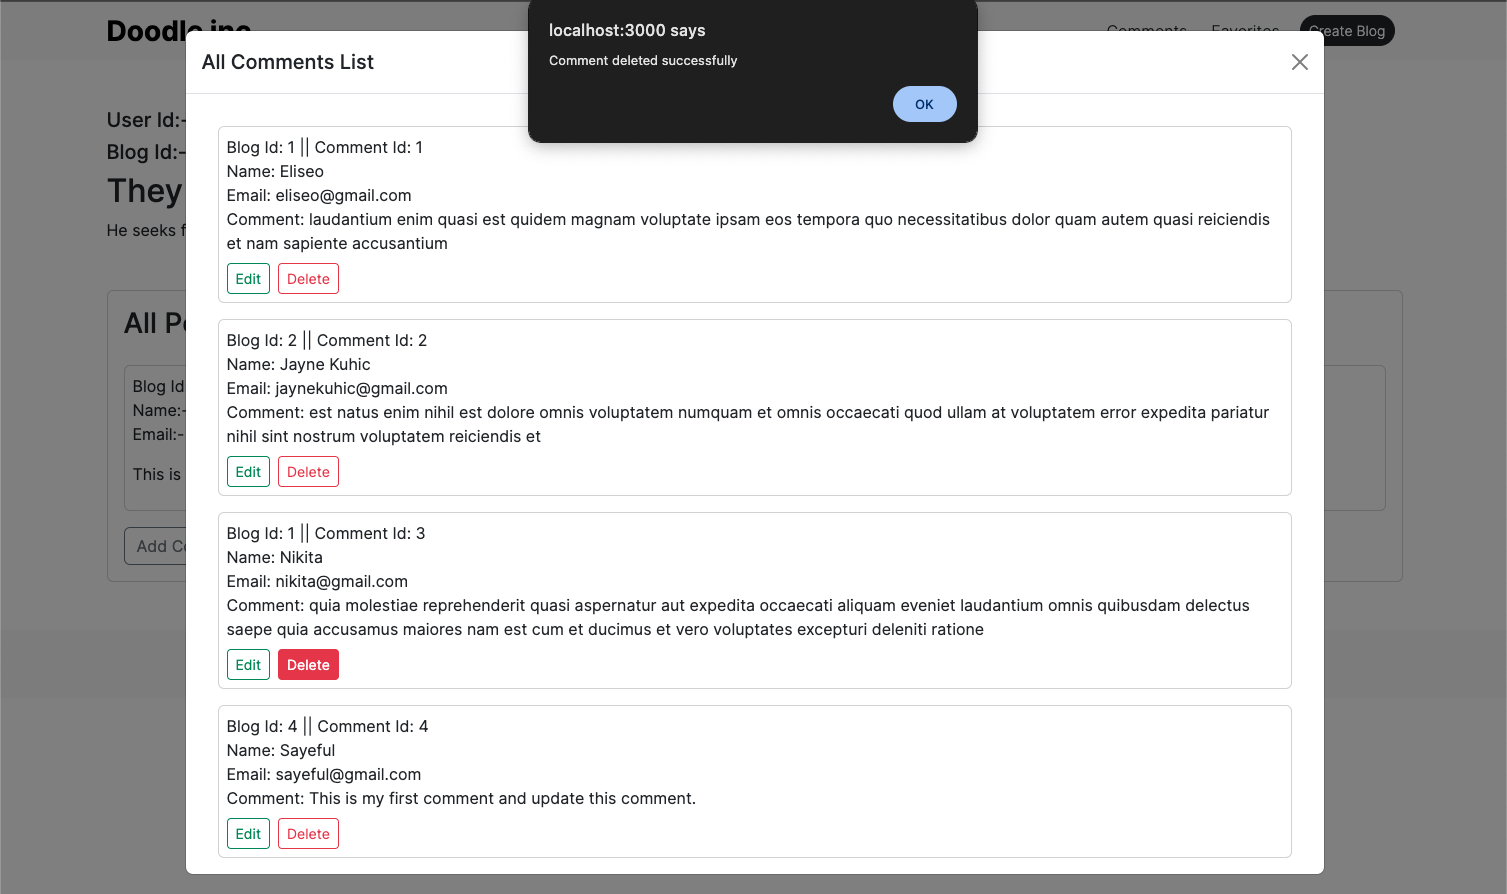 Doodle inc
Comments
Favorites
Create Blog
localhost:3000 says
Comment deleted successfully
OK
All Comments List
User Id:-
Blog Id:-
They
He seeks f
All Po
Blog Id
Name:-
Email:-
This is
Add Co
Blog Id: 1 || Comment Id: 1
Name: Eliseo
Email: eliseo@gmail.com
Comment: laudantium enim quasi est quidem magnam voluptate ipsam eos tempora quo necessitatibus dolor quam autem quasi reiciendis
et nam sapiente accusantium
Edit Delete
Blog Id: 2 || Comment Id: 2
Name: Jayne Kuhic
Email: jaynekuhic@gmail.com
Comment: est natus enim nihil est dolore omnis voluptatem numquam et omnis occaecati quod ullam at voluptatem error expedita pariatur
nihil sint nostrum voluptatem reiciendis et
Edit Delete
Blog Id: 1 || Comment Id: 3
Name: Nikita
Email: nikita@gmail.com
Comment: quia molestiae reprehenderit quasi aspernatur aut expedita occaecati aliquam eveniet laudantium omnis quibusdam delectus
saepe quia accusamus maiores nam est cum et ducimus et vero voluptates excepturi deleniti ratione
Edit Delete
Blog Id: 4 || Comment Id: 4
Name: Sayeful
Email: sayeful@gmail.com
Comment: This is my first comment and update this comment.
Edit Delete